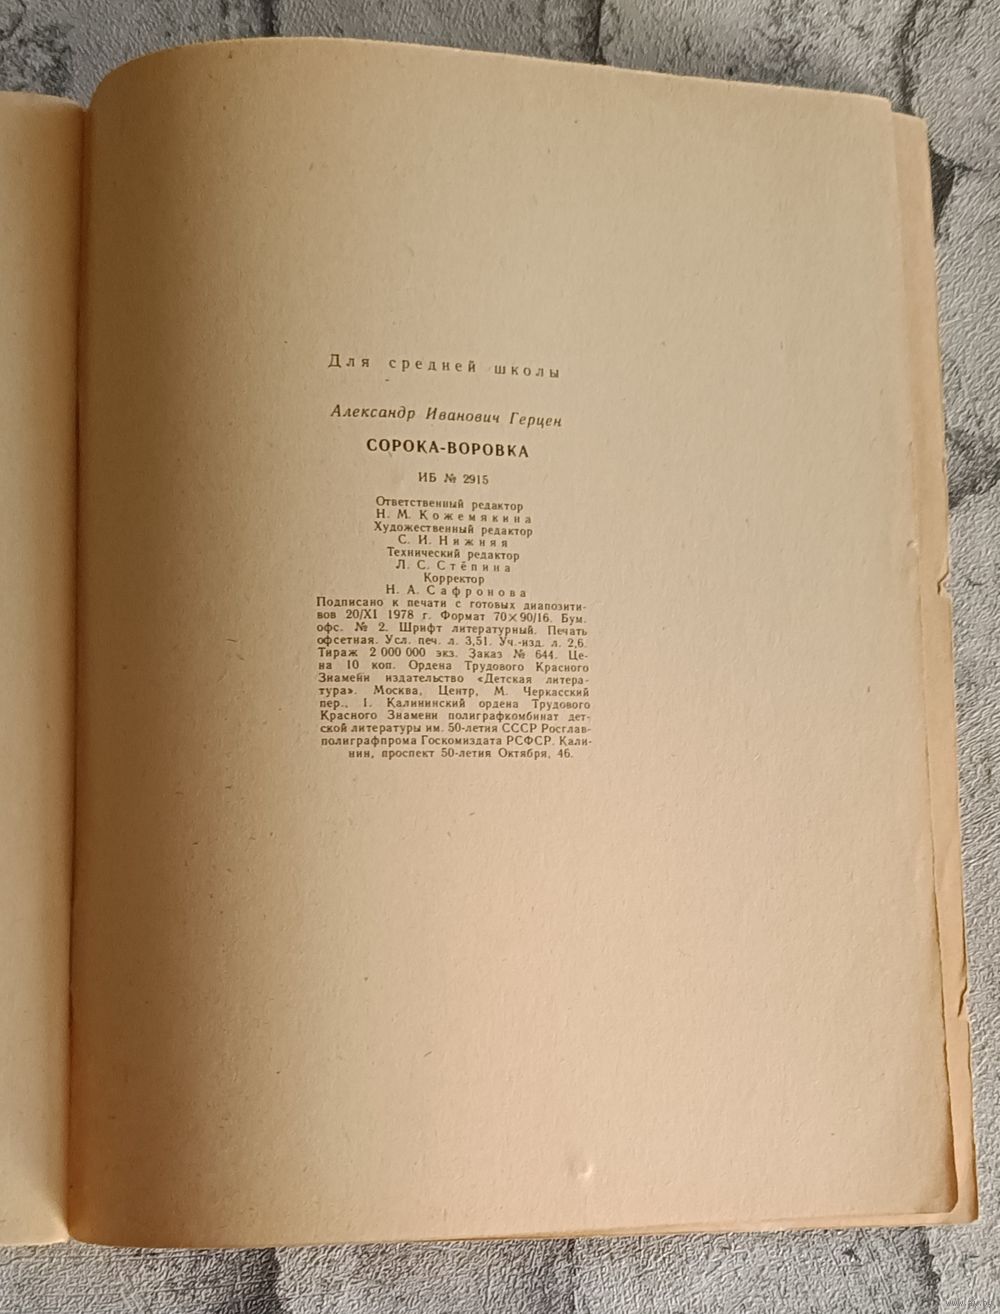 Для средней школы
Александр Иванович Герцен
СОРОКА-ВОРОВКА
ИБ № 2915
Ответственный редактор
Н. М. Кожемякина
Художественный редактор
С. И. Нижняя
Технический редактор
Л. С. Стёпина
Корректор
Н. А. Сафронова
Подписано к печати с готовых диапозити-
вов 20/XI 1978 г. Формат 70×90/16. Бум.
офс. № 2. Шрифт литературный. Печать
офсетная. Усл. печ. л. 3,51. Уч.-изд. л. 2,6.
Тираж 2 000 000 экз. Заказ № 644. Це-
на 10 коп. Ордена Трудового Красного
Знамени издательство «Детская литера-
тура». Москва, Центр, М. Черкасский
пер., 1. Калининский ордена Трудового
Красного Знамени полиграфкомбинат дет-
ской литературы им. 50-летия СССР Росглав-
полиграфпрома Госкомиздата РСФСР. Кали-
нин, проспект 50-летия Октября, 46.